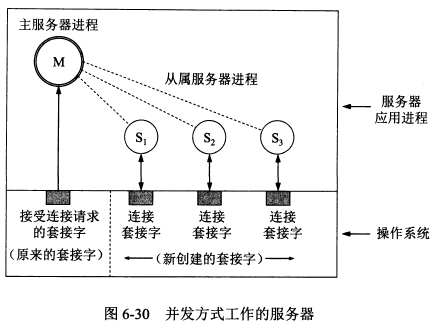 主服务器进程
M
从属服务器进程
服务器
应用进程
S₁
S₂
S₃
接受连接请求
的套接字
(原来的套接字)
连接
套接字
连接
套接字
连接
套接字
(新创建的套接字)
操作系统
图 6-30 并发方式工作的服务器